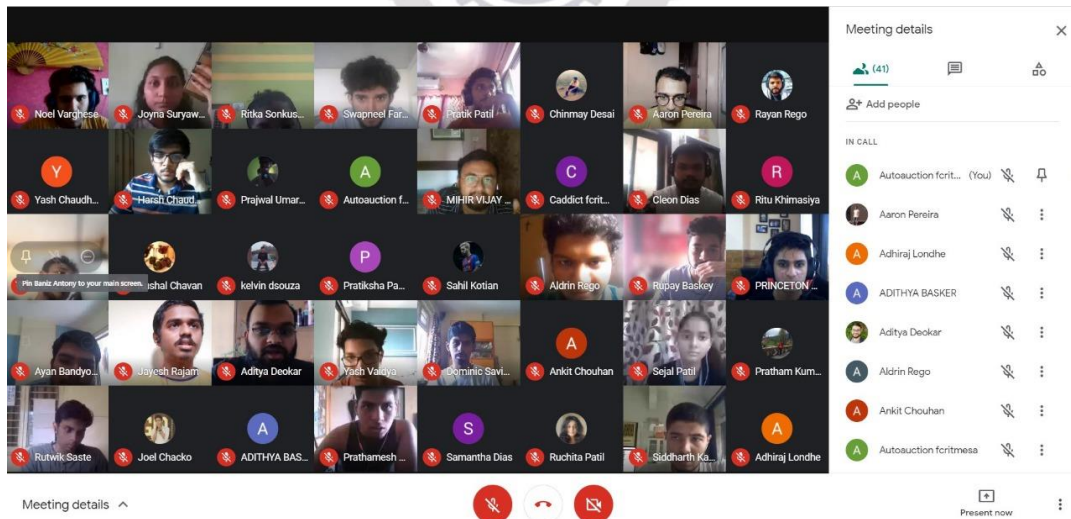 Meeting details
(41)
Add people
IN CALL
Noel Varghese
Joyna Suryaw...
Ritka Sonkus...
Swapneel Far...
Pratik Patil
Chinmay Desai
Aaron Pereira
Rayan Rego
Y
Yash Chaudh...
Harsh Chaud...
Prajwal Umar...
A
Autoauction f...
MIHIR VIJAY ...
C
Caddict fcrit...
Cleon Dias
R
Ritu Khimasiya
Pin Baniz Antony to your main screen.
shal Chavan
kelvin dsouza
P
Pratiksha Pa...
Sahil Kotian
Aldrin Rego
Rupay Baskey
PRINCETON ...
Ayan Bandyo...
Jayesh Rajam
Aditya Deokar
Yash Vaidya
Dominic Savi...
A
Ankit Chouhan
Sejal Patil
Pratham Kum...
Rutwik Saste
Joel Chacko
A
ADITHYA BAS...
Prathamesh ...
S
Samantha Dias
Ruchita Patil
Siddharth Ka...
A
Adhiraj Londhe
A
Autoauction fcrit... (You)
Aaron Pereira
A
Adhiraj Londhe
A
ADITHYA BASKER
Aditya Deokar
A
Aldrin Rego
A
Ankit Chouhan
A
Autoauction fcritmesa
Meeting details
Present now